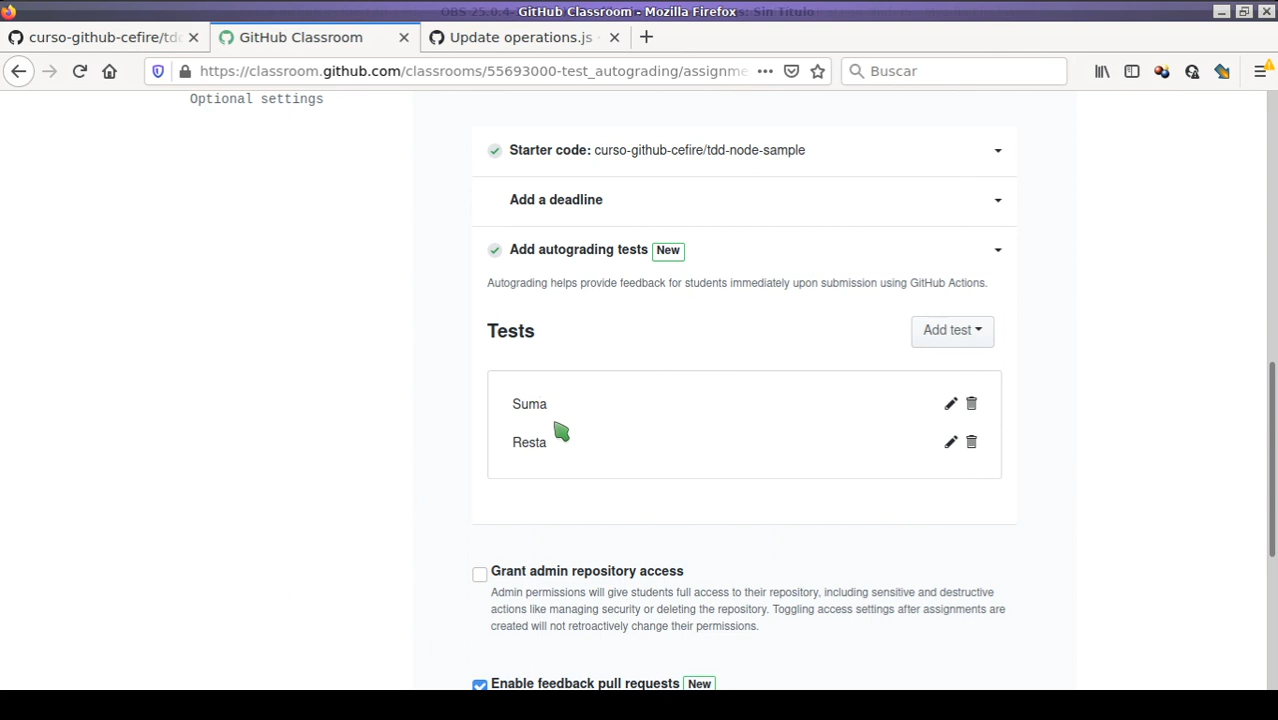 GitHub Classroom - Mozilla Firefox
curso-github-cefire/tdd
GitHub Classroom
Update operations.js
https://classroom.github.com/classrooms/55693000-test_autograding/assignme
Buscar
Optional settings
Starter code: curso-github-cefire/tdd-node-sample
Add a deadline
Add autograding tests New
Autograding helps provide feedback for students immediately upon submission using GitHub Actions.
Tests
Add test
Suma
Resta
Grant admin repository access
Admin permissions will give students full access to their repository, including sensitive and destructive
actions like managing security or deleting the repository. Toggling access settings after assignments are
created will not retroactively change their permissions.
Enable feedback pull requests New